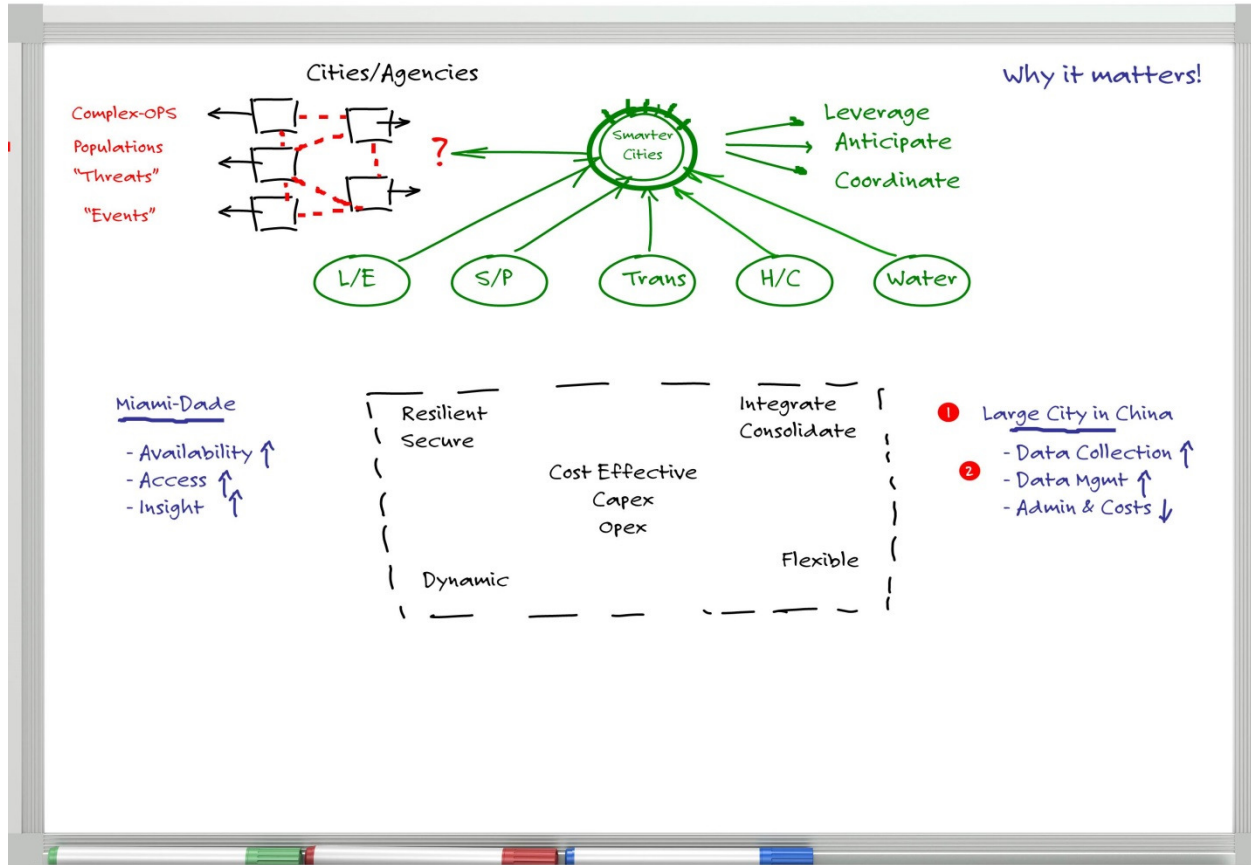 Cities/Agencies
Why it matters!
Complex-OPS
Populations
"Threats"
"Events"
?
Smarter
Cities
Leverage
Anticipate
Coordinate
L/E
S/P
Trans
H/C
Water
Miami-Dade
- Availability ↑
- Access ↑
- Insight ↑
Resilient
Secure
Integrate
Consolidate
Cost Effective
Capex
Opex
Dynamic
Flexible
1 Large City in China
- Data Collection ↑
2 - Data Mgmt ↑
- Admin & Costs ↓